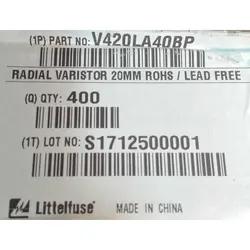 (1P) PART NO: V420LA40BP
RADIAL VARISTOR 20MM ROHS / LEAD FREE
(Q) QTY: 400
(1T) LOT NO: S1712500001
Littelfuse MADE IN CHINA